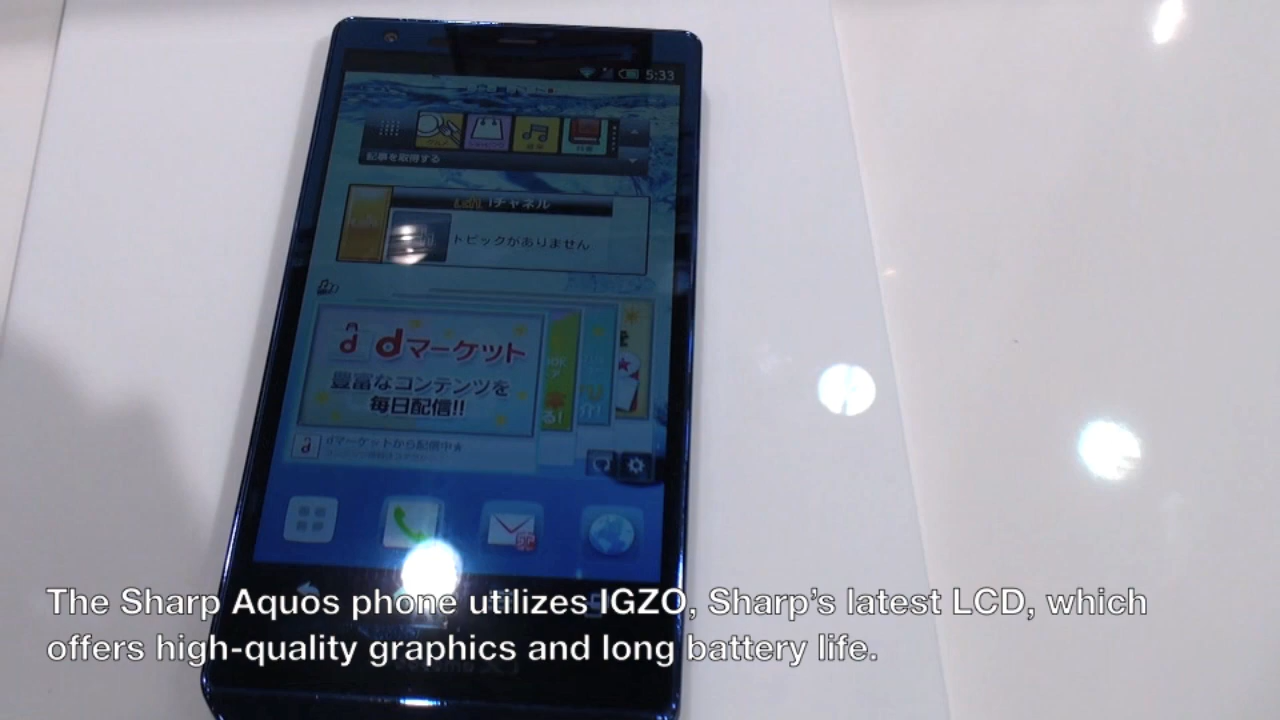 5:33
記事を取得する
iチャネル
トピックがありません
dマーケット
豊富なコンテンツを
毎日配信!!
dマーケットから配信中★
The Sharp Aquos phone utilizes IGZO, Sharp's latest LCD, which
offers high-quality graphics and long battery life.